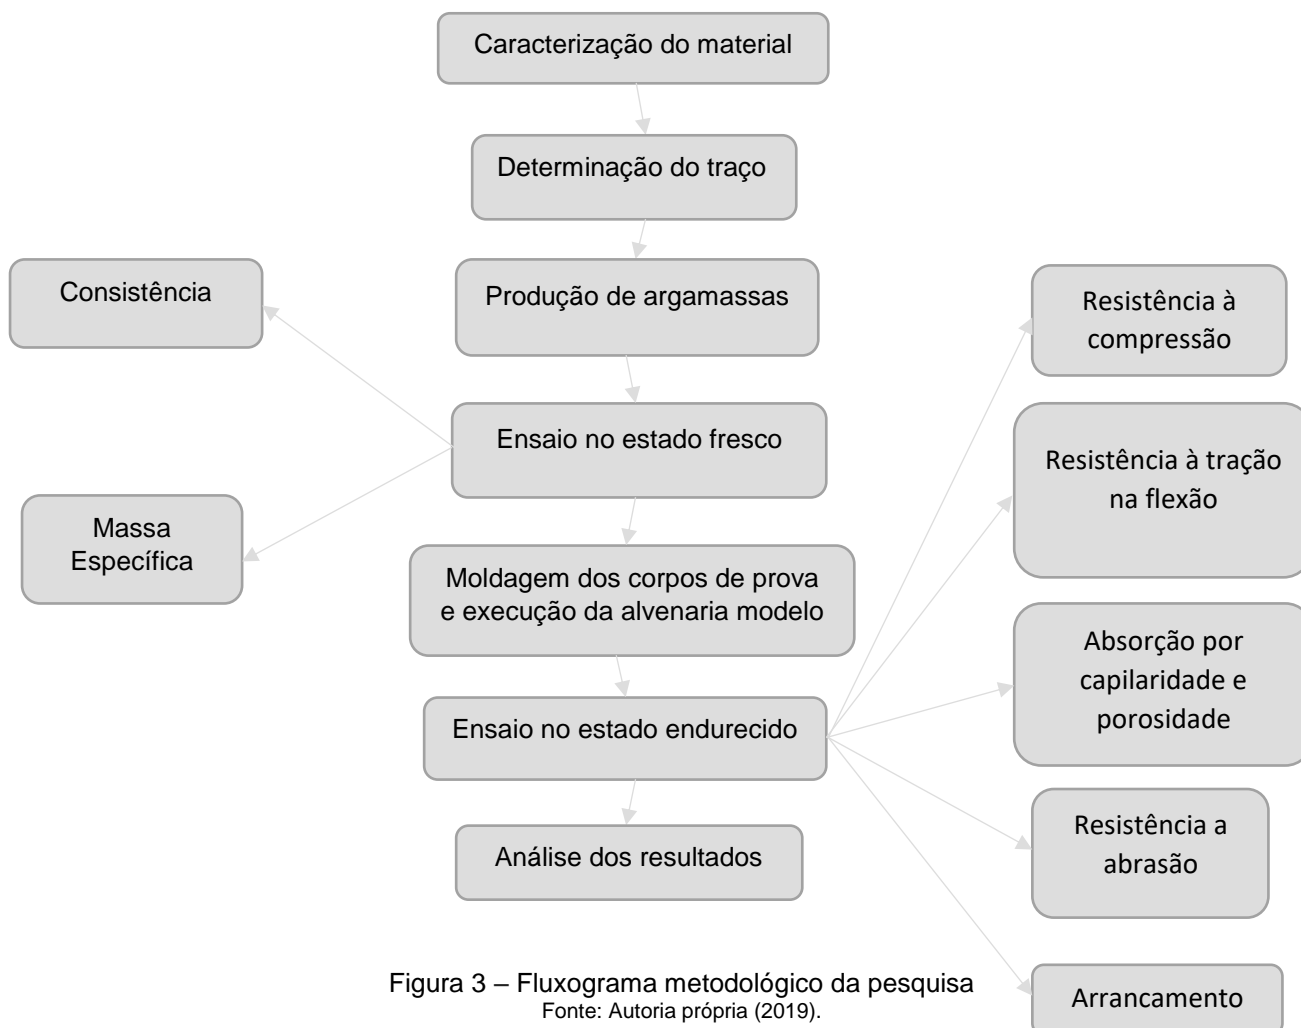 Caracterização do material
Determinação do traço
Produção de argamassas
Consistência
Ensaio no estado fresco
Massa
Específica
Moldagem dos corpos de prova
e execução da alvenaria modelo
Ensaio no estado endurecido
Análise dos resultados
Resistência à
compressão
Resistência à tração
na flexão
Absorção por
capilaridade e
porosidade
Resistência a
abrasão
Arrancamento
Figura 3 – Fluxograma metodológico da pesquisa
Fonte: Autoria própria (2019).